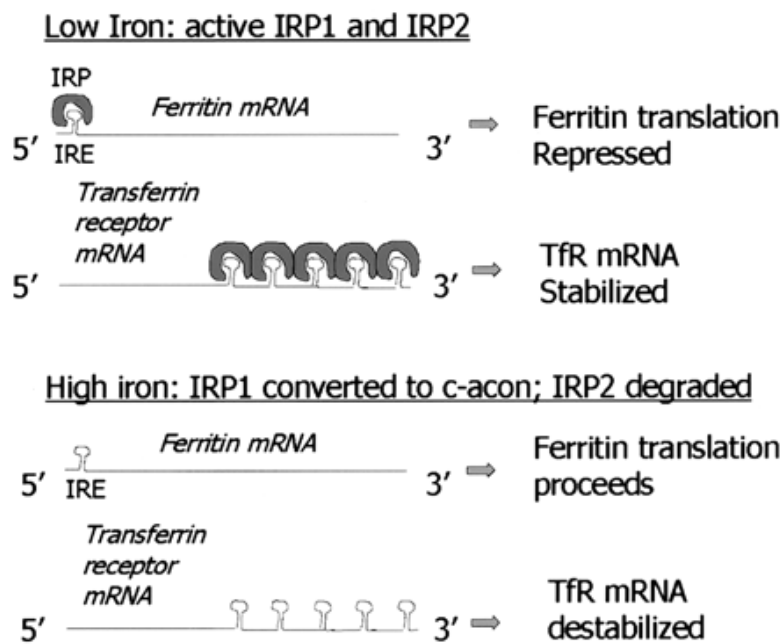 Low Iron: active IRP1 and IRP2
IRP
Ferritin mRNA
5′
IRE
3′
Ferritin translation
Repressed
Transferrin
receptor
mRNA
5′
3′
TfR mRNA
Stabilized
High iron: IRP1 converted to c-acon; IRP2 degraded
Ferritin mRNA
5′
IRE
3′
Ferritin translation
proceeds
Transferrin
receptor
mRNA
5′
3′
TfR mRNA
destabilized